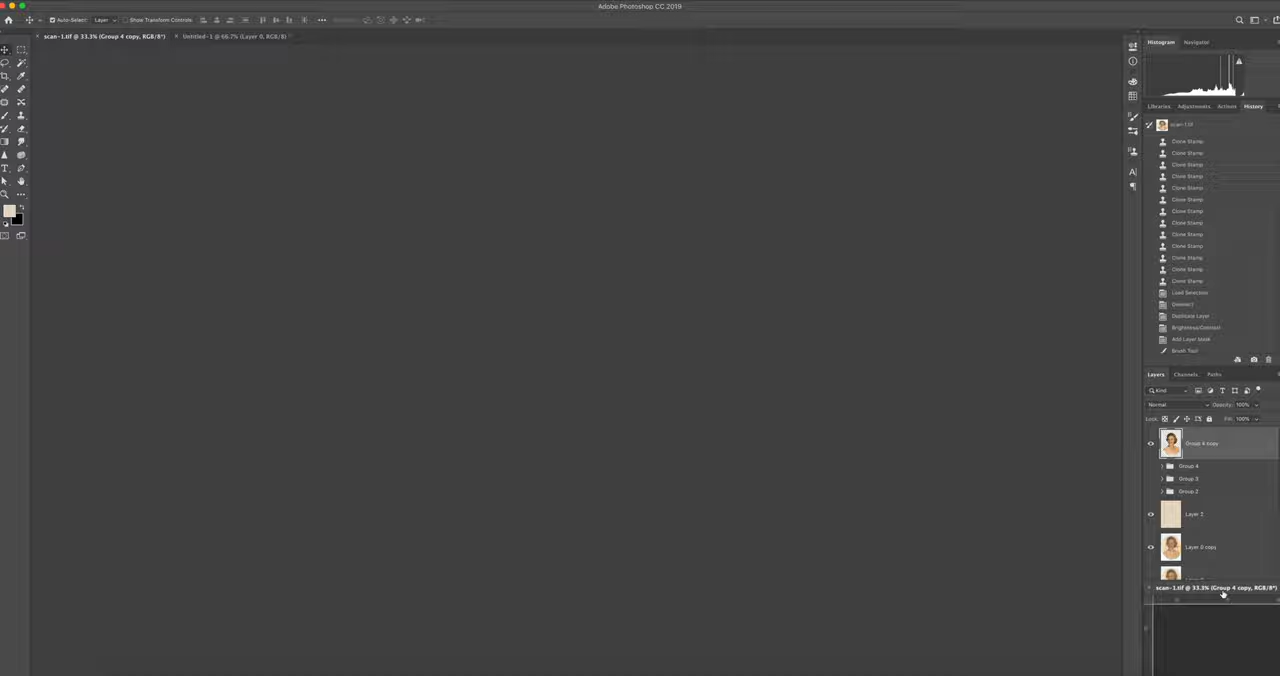 Adobe Photoshop CC 2019
Auto-Select: Layer Show Transform Controls
× scan-1.tif @ 33.3% (Group 4 copy, RGB/8*) × Untitled-1 @ 66.7% (Layer 0, RGB/8)
Histogram Navigator
Libraries Adjustments Actions History
scan-1.tif
Clone Stamp
Clone Stamp
Clone Stamp
Clone Stamp
Clone Stamp
Clone Stamp
Clone Stamp
Clone Stamp
Clone Stamp
Clone Stamp
Clone Stamp
Clone Stamp
Clone Stamp
Load Selection
Deselect
Duplicate Layer
Brightness/Contrast
Add Layer Mask
Brush Tool
Layers Channels Paths
Kind
Normal Opacity: 100%
Lock: Fill: 100%
Group 4 copy
Group 4
Group 3
Group 2
Layer 2
Layer 0 copy
× scan-1.tif @ 33.3% (Group 4 copy, RGB/8*)